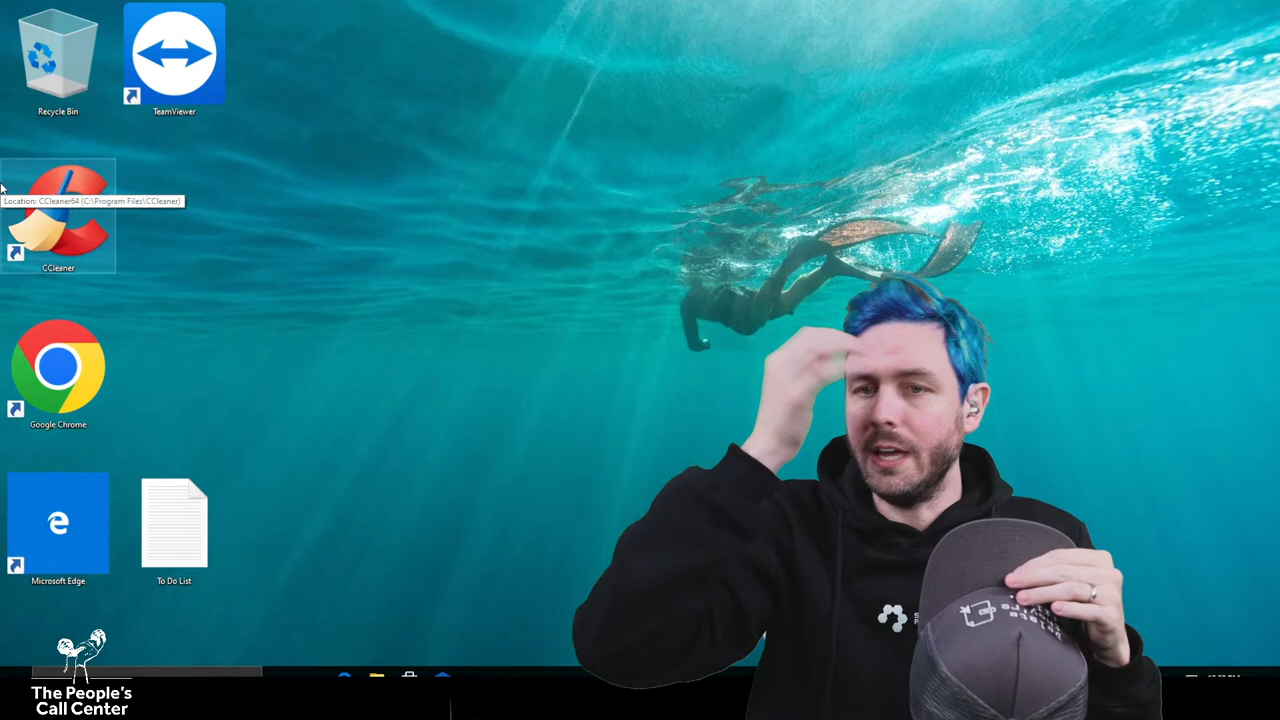 Recycle Bin
TeamViewer
Location: CCleaner64 (C:\Program Files\CCleaner)
CCleaner
Google Chrome
Microsoft Edge
To Do List
The People's
Call Center